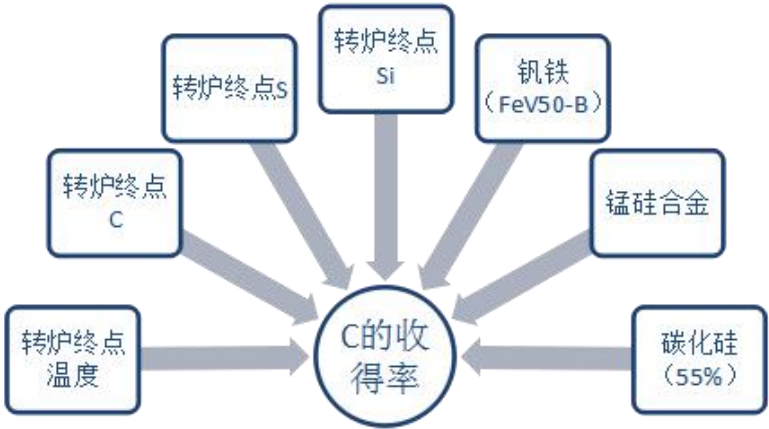 转炉终点
Si
转炉终点S
钒铁
（FeV50-B）
转炉终点
C
锰硅合金
转炉终点
温度
C的收
得率
碳化硅
（55%）